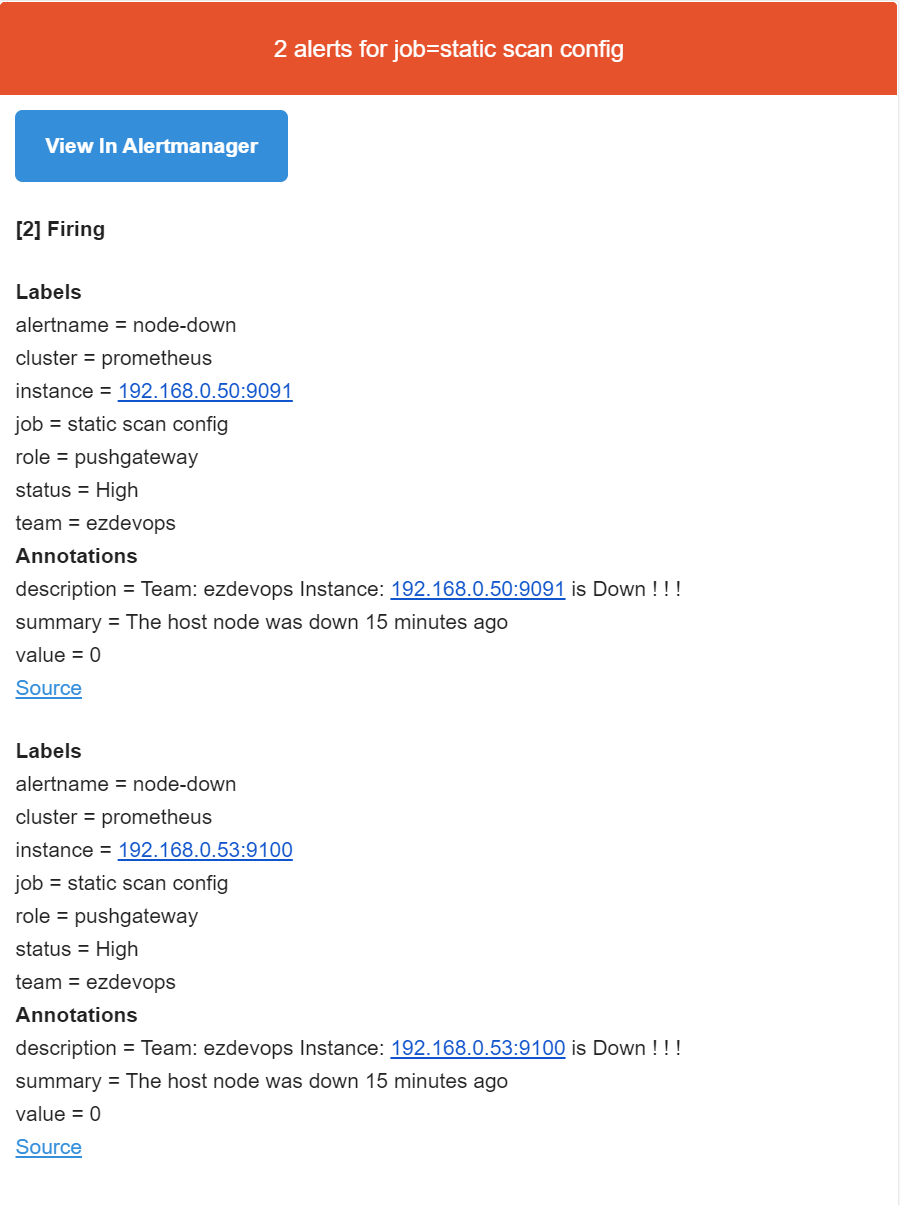 2 alerts for job=static scan config
View In Alertmanager
[2] Firing
Labels
alertname = node-down
cluster = prometheus
instance = 192.168.0.50:9091
job = static scan config
role = pushgateway
status = High
team = ezdevops
Annotations
description = Team: ezdevops Instance: 192.168.0.50:9091 is Down ! ! !
summary = The host node was down 15 minutes ago
value = 0
Source
Labels
alertname = node-down
cluster = prometheus
instance = 192.168.0.53:9100
job = static scan config
role = pushgateway
status = High
team = ezdevops
Annotations
description = Team: ezdevops Instance: 192.168.0.53:9100 is Down ! ! !
summary = The host node was down 15 minutes ago
value = 0
Source